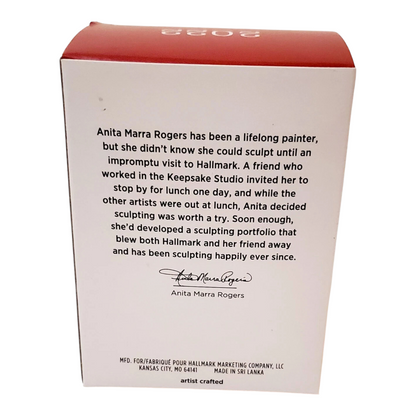 2022
Anita Marra Rogers has been a lifelong painter,
but she didn't know she could sculpt until an
impromptu visit to Hallmark. A friend who
worked in the Keepsake Studio invited her to
stop by for lunch one day, and while the
other artists were out at lunch, Anita decided
sculpting was worth a try. Soon enough,
she'd developed a sculpting portfolio that
blew both Hallmark and her friend away
and has been sculpting happily ever since.
Anita Marra Rogers
Anita Marra Rogers
MFD. FOR/FABRIQUÉ POUR HALLMARK MARKETING COMPANY, LLC
KANSAS CITY, MO 64141 MADE IN SRI LANKA
artist crafted